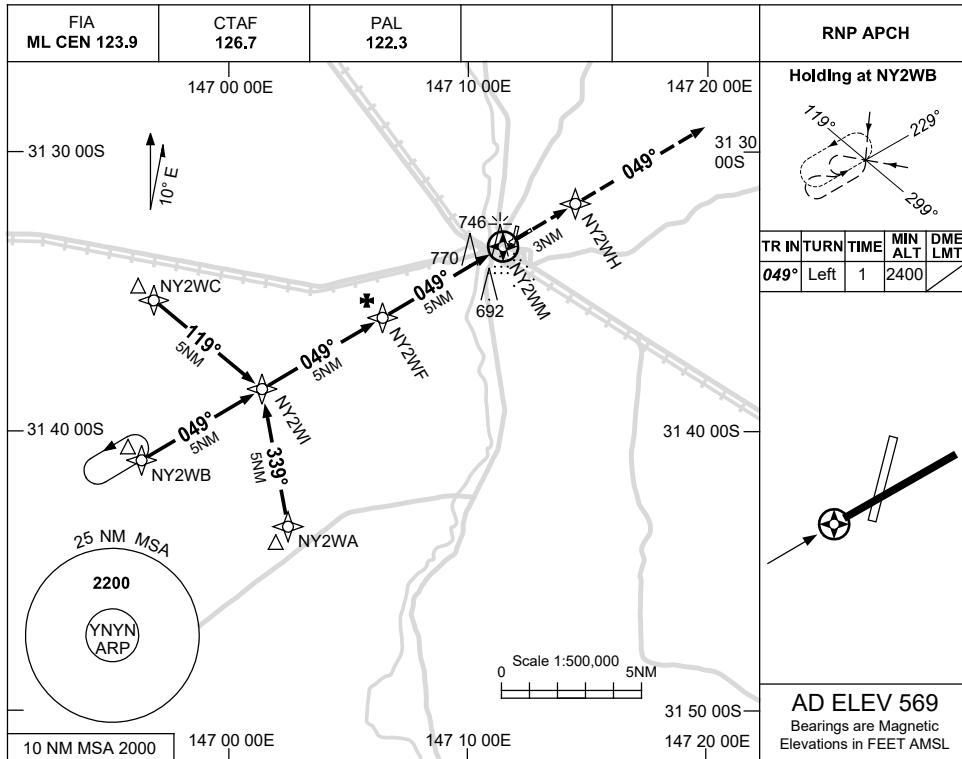 FIA
ML CEN 123.9
CTAF
126.7
PAL
122.3
RNP APCH
147 00 00E
147 10 00E
147 20 00E
Holding at NY2WB
119°
229°
299°
TR IN TURN TIME MIN ALT DME LMT
049° Left 1 2400
31 30 00S
31 30
00S
10° E
049°
NY2WH
3NM
746
770
692
NY2WM
049°
5NM
NY2WC
119°
5NM
049°
5NM
NY2WF
NY2WI
31 40 00S
31 40 00S
049°
5NM
NY2WB
339°
5NM
NY2WA
25 NM MSA
2200
YNYN
ARP
Scale 1:500,000
0 5NM
31 50 00S
10 NM MSA 2000
147 00 00E
147 10 00E
147 20 00E
AD ELEV 569
Bearings are Magnetic
Elevations in FEET AMSL